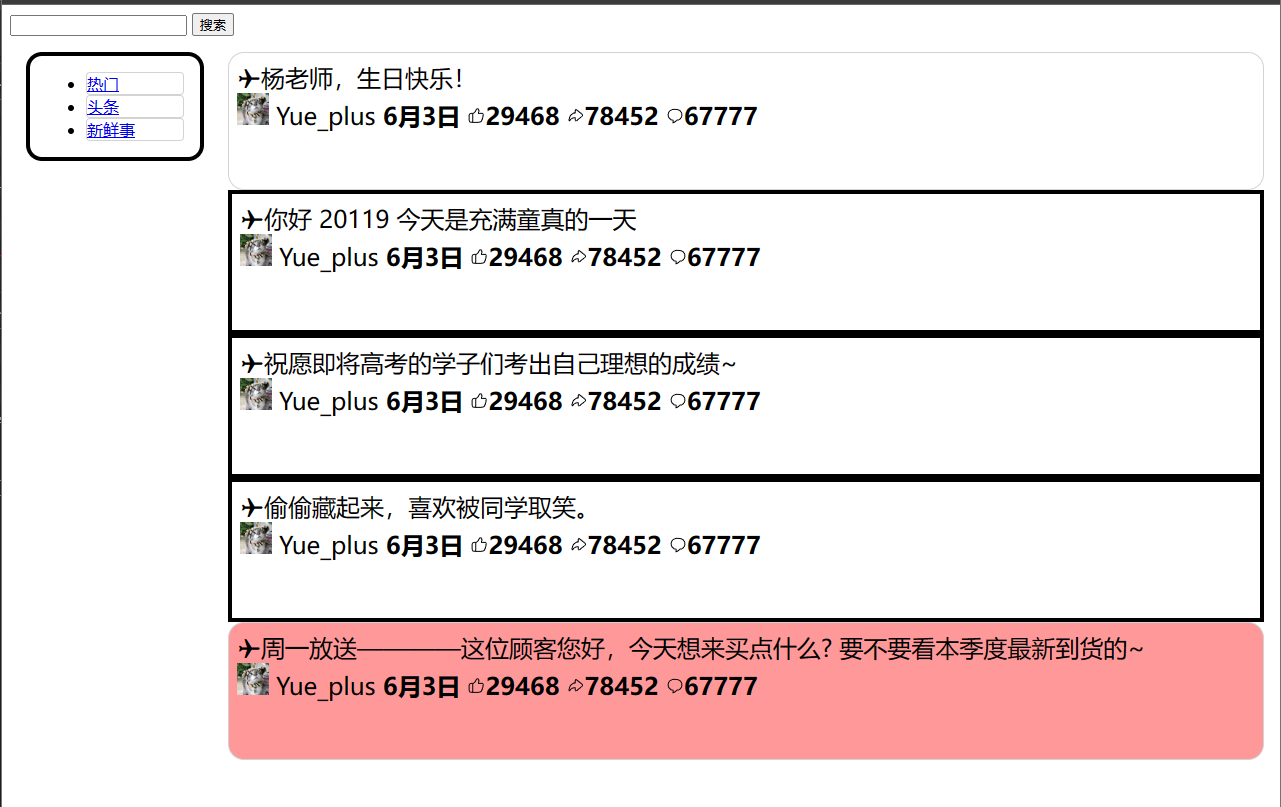 搜索
热门
头条
新鲜事
✈杨老师，生日快乐！
Yue_plus 6月3日 29468 78452 67777
✈你好 20119 今天是充满童真的一天
Yue_plus 6月3日 29468 78452 67777
✈祝愿即将高考的学子们考出自己理想的成绩~
Yue_plus 6月3日 29468 78452 67777
✈偷偷藏起来，喜欢被同学取笑。
Yue_plus 6月3日 29468 78452 67777
✈周一放送————这位顾客您好，今天想来买点什么? 要不要看本季度最新到货的~
Yue_plus 6月3日 29468 78452 67777